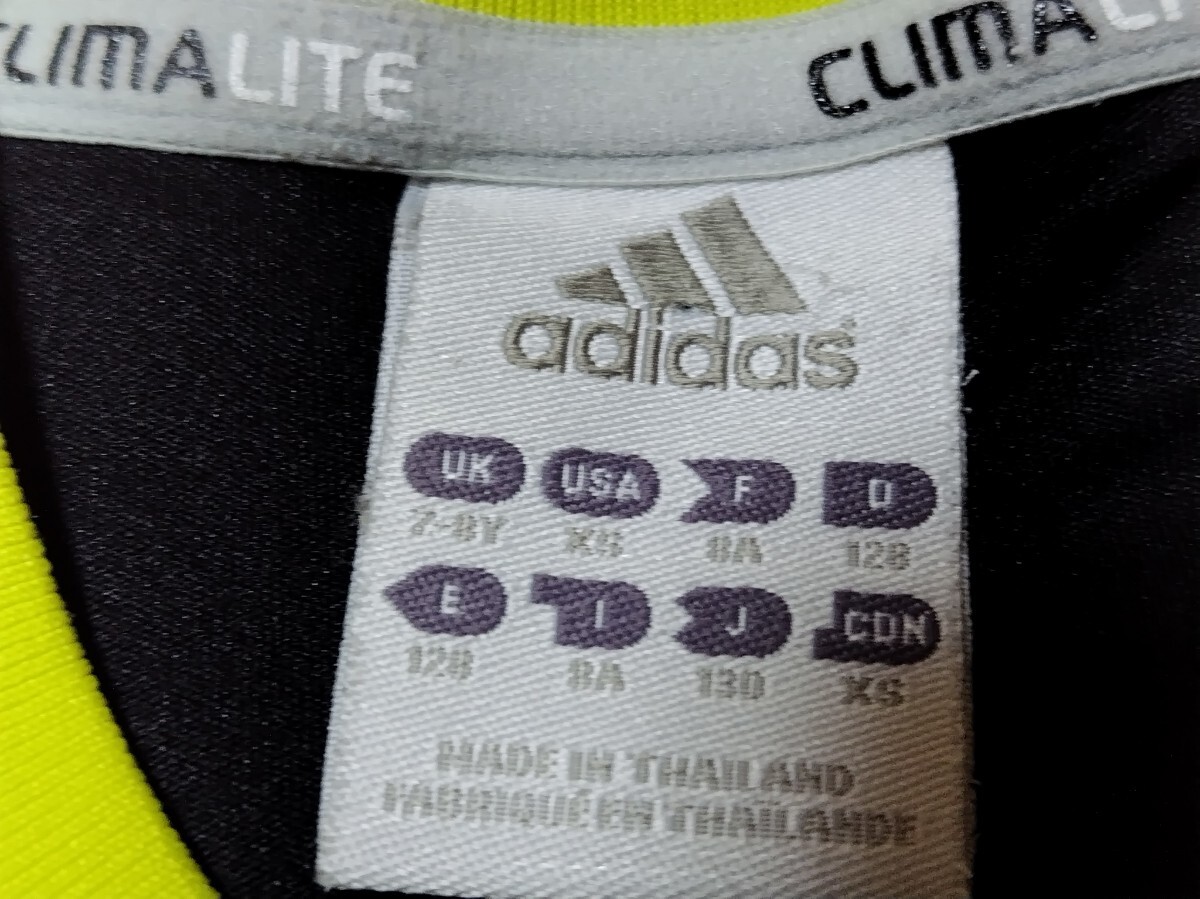 CLIMALITE CLIMALI
adidas
UK USA F D
7-8Y XS 8A 128
E I J CDN
128 8A 130 XS
MADE IN THAILAND
FABRIQUÉ EN THAÏLANDE